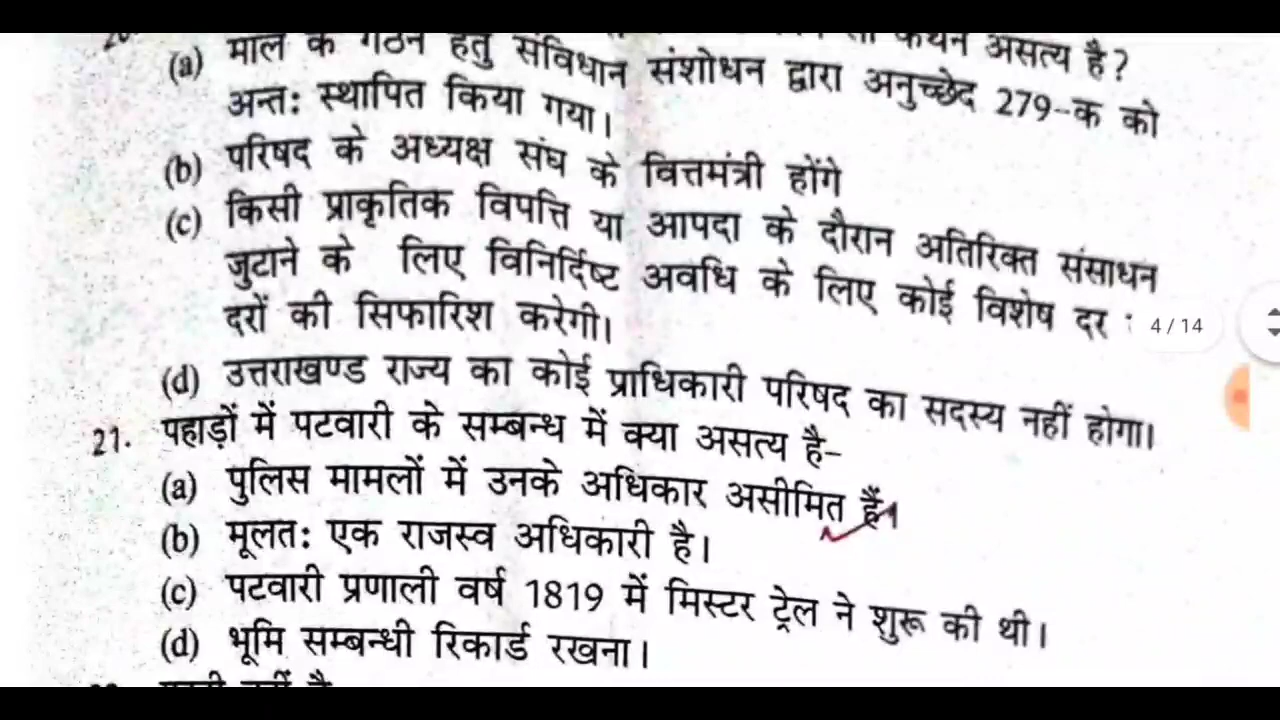 कथन असत्य है?
(a) माल के गठन हेतु संविधान संशोधन द्वारा अनुच्छेद 279-क को
अन्त: स्थापित किया गया।
(b) परिषद के अध्यक्ष संघ के वित्तमंत्री होंगे
(c) किसी प्राकृतिक विपत्ति या आपदा के दौरान अतिरिक्त संसाधन
जुटाने के लिए विनिर्दिष्ट अवधि के लिए कोई विशेष दर
4 / 14
दरों की सिफारिश करेगी।
(d) उत्तराखण्ड राज्य का कोई प्राधिकारी परिषद का सदस्य नहीं होगा।
21. पहाड़ों में पटवारी के सम्बन्ध में क्या असत्य है-
(a) पुलिस मामलों में उनके अधिकार असीमित हैं।
(b) मूलत: एक राजस्व अधिकारी है।
(c) पटवारी प्रणाली वर्ष 1819 में मिस्टर ट्रेल ने शुरू की थी।
(d) भूमि सम्बन्धी रिकार्ड रखना।